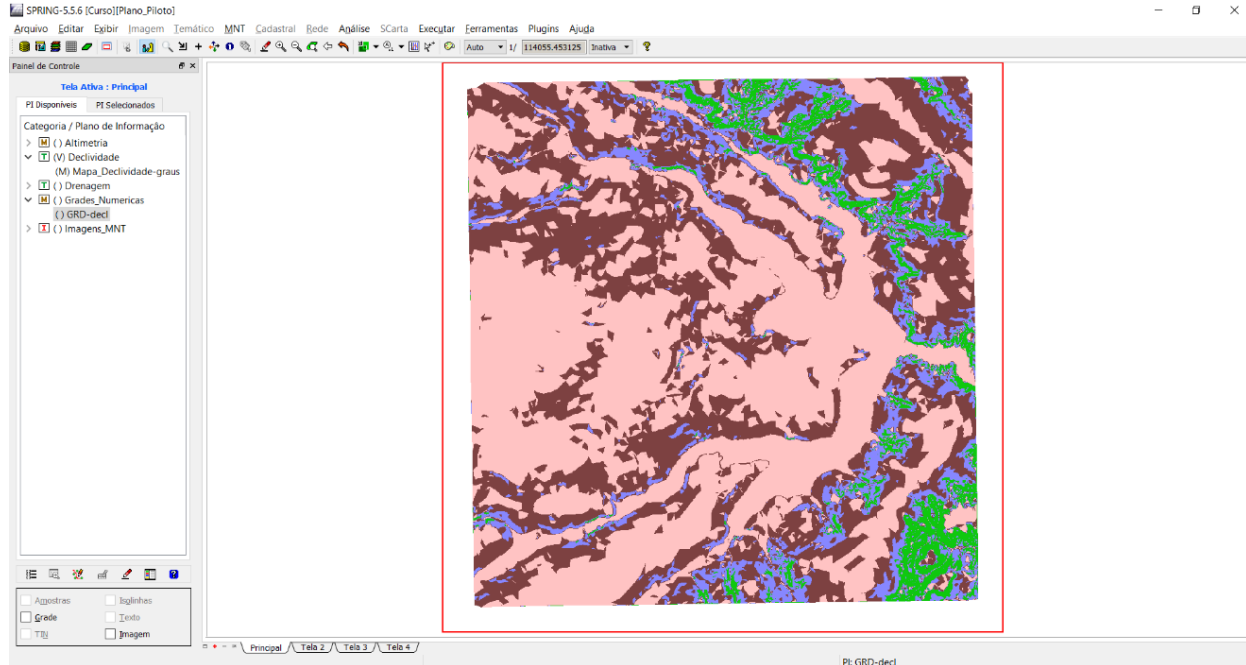 SPRING-5.5.6 [Curso][Plano_Piloto]
Arquivo Editar Exibir Imagem Temático MNT Cadastral Rede Análise SCarta Executar Ferramentas Plugins Ajuda
Auto 1/ 114055.453125 Inativa
Painel de Controle
Tela Ativa : Principal
PI Disponíveis PI Selecionados
Categoria / Plano de Informação
M ( ) Altimetria
T (V) Declividade
(M) Mapa_Declividade-graus
T ( ) Drenagem
M ( ) Grades_Numericas
( ) GRD-decl
I ( ) Imagens_MNT
Amostras Isolinhas
Grade Texto
TIN Imagem
Principal Tela 2 Tela 3 Tela 4
PI: GRD-decl